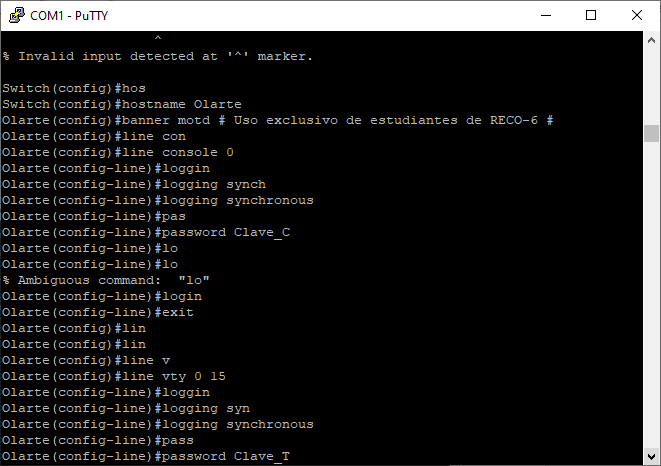 COM1 - PuTTY
^
% Invalid input detected at '^' marker.
Switch(config)#hos
Switch(config)#hostname Olarte
Olarte(config)#banner motd # Uso exclusivo de estudiantes de RECO-6 #
Olarte(config)#line con
Olarte(config)#line console 0
Olarte(config-line)#loggin
Olarte(config-line)#logging synch
Olarte(config-line)#logging synchronous
Olarte(config-line)#pas
Olarte(config-line)#password Clave_C
Olarte(config-line)#lo
Olarte(config-line)#lo
% Ambiguous command:  "lo"
Olarte(config-line)#login
Olarte(config-line)#exit
Olarte(config)#lin
Olarte(config)#lin
Olarte(config)#line v
Olarte(config)#line vty 0 15
Olarte(config-line)#loggin
Olarte(config-line)#logging syn
Olarte(config-line)#logging synchronous
Olarte(config-line)#pass
Olarte(config-line)#password Clave_T